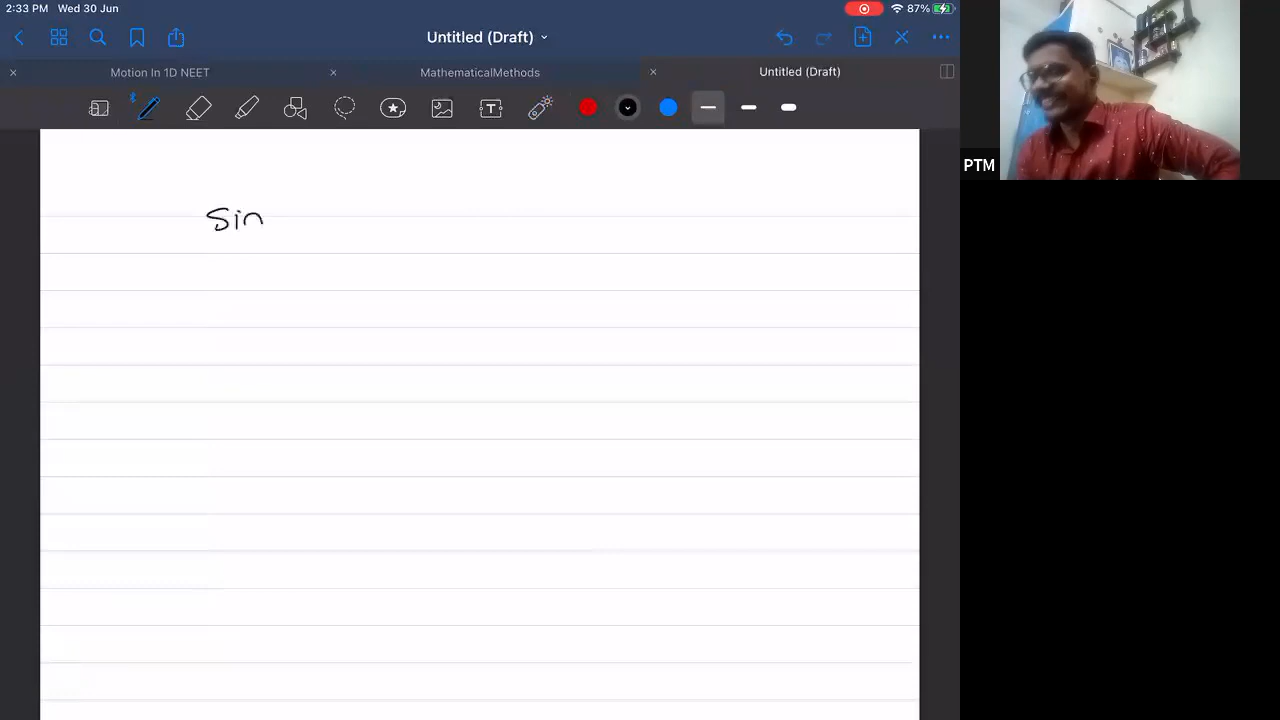 2:33 PM Wed 30 Jun 87%
Untitled (Draft)
Motion In 1D NEET MathematicalMethods Untitled (Draft)
T
Sin
PTM